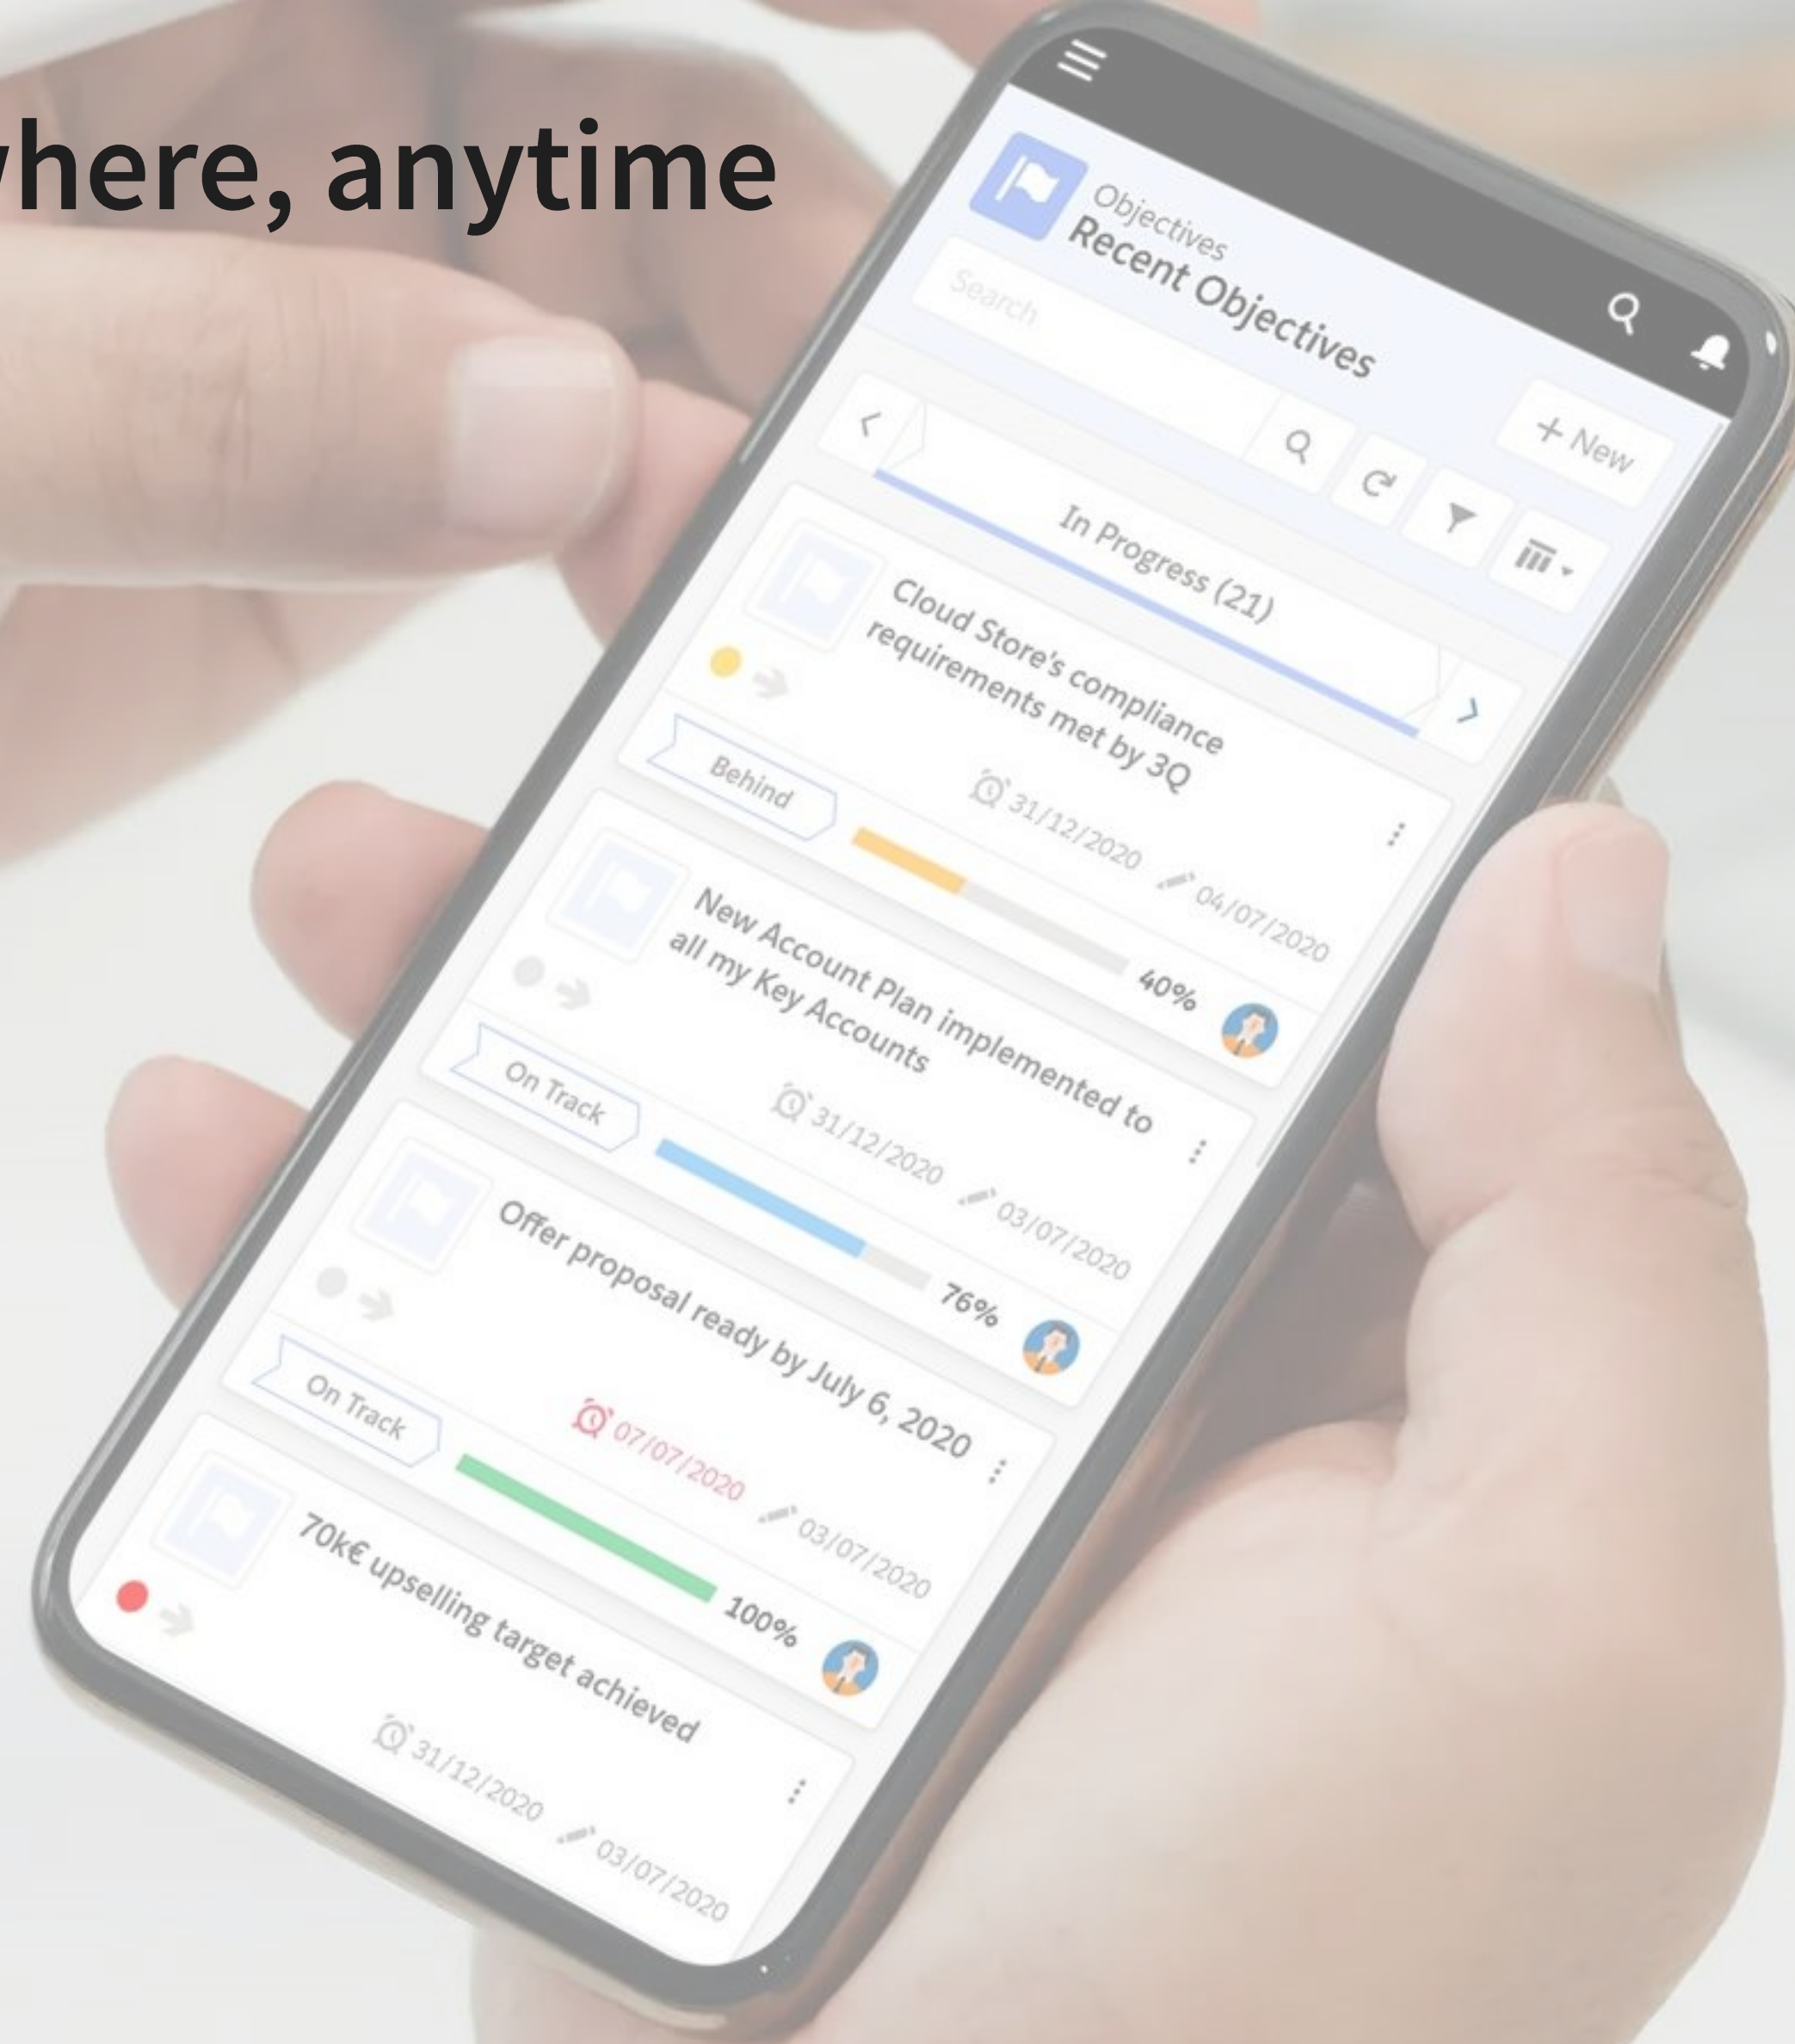 where, anytime
Objectives
Recent Objectives
+ New
Search
In Progress (21)
Cloud Store's compliance
requirements met by 3Q
31/12/2020 04/07/2020
Behind 40%
New Account Plan implemented to
all my Key Accounts
31/12/2020 03/07/2020
On Track 76%
Offer proposal ready by July 6, 2020
07/07/2020 03/07/2020
On Track 100%
70k€ upselling target achieved
31/12/2020 03/07/2020